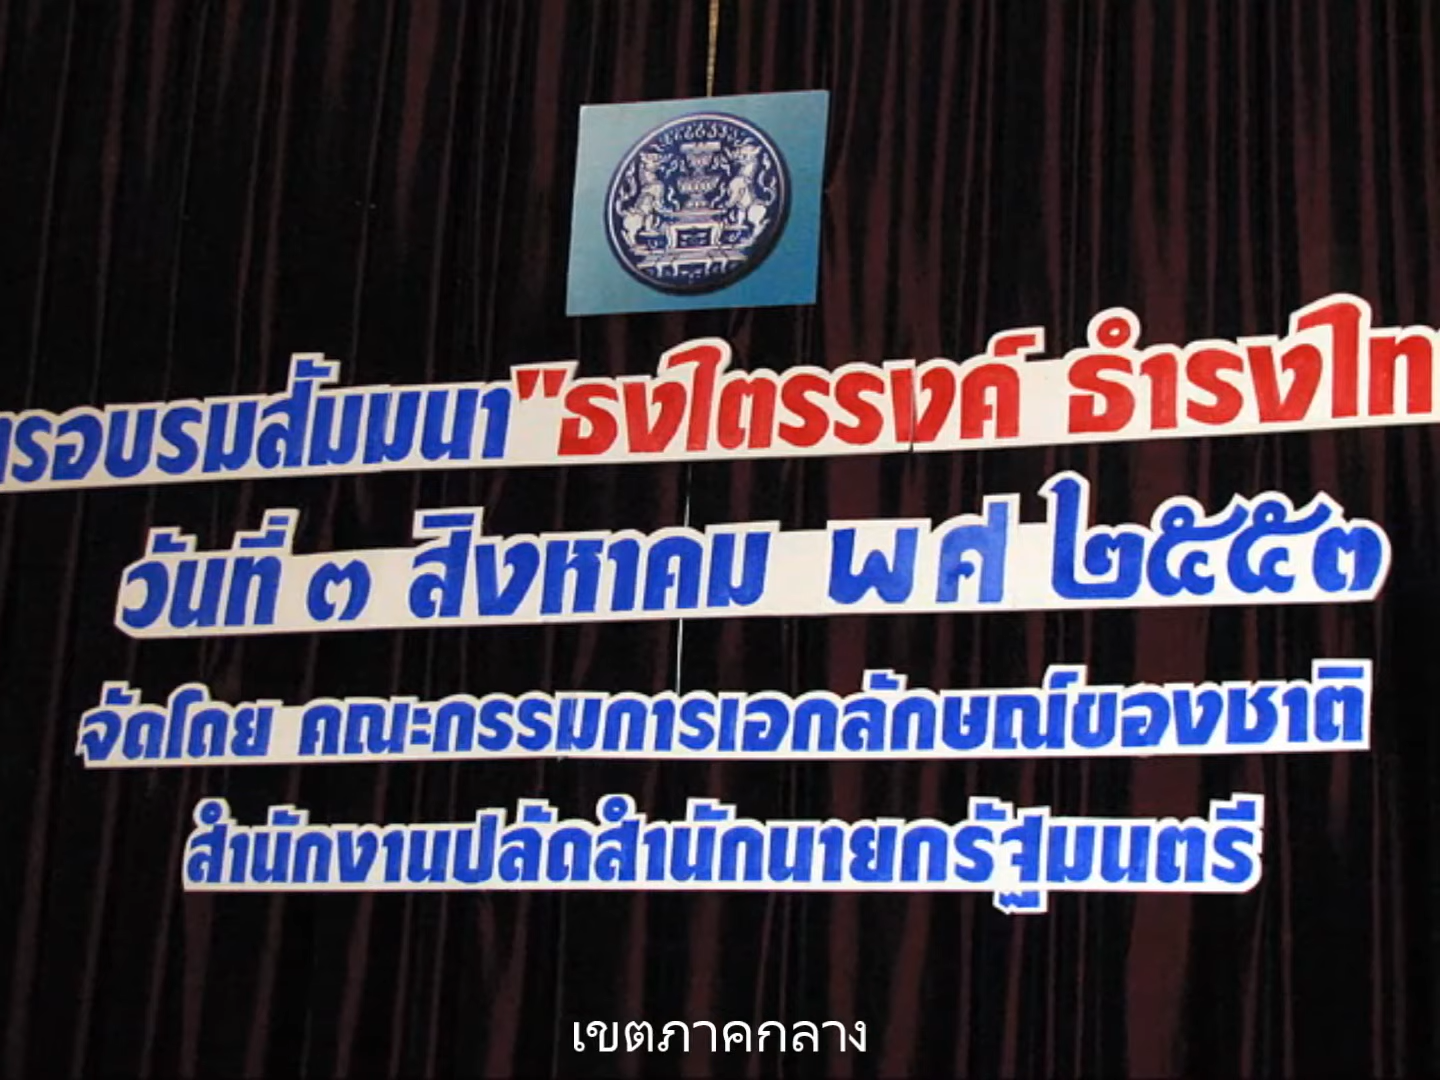 ารอบรมสัมมนา"ธงไตรรงค์ ธำรงไท
วันที่ ๓ สิงหาคม พศ ๒๕๕๓
จัดโดย คณะกรรมการเอกลักษณ์ของชาติ
สำนักงานปลัดสำนักนายกรัฐมนตรี
เขตภาคกลาง